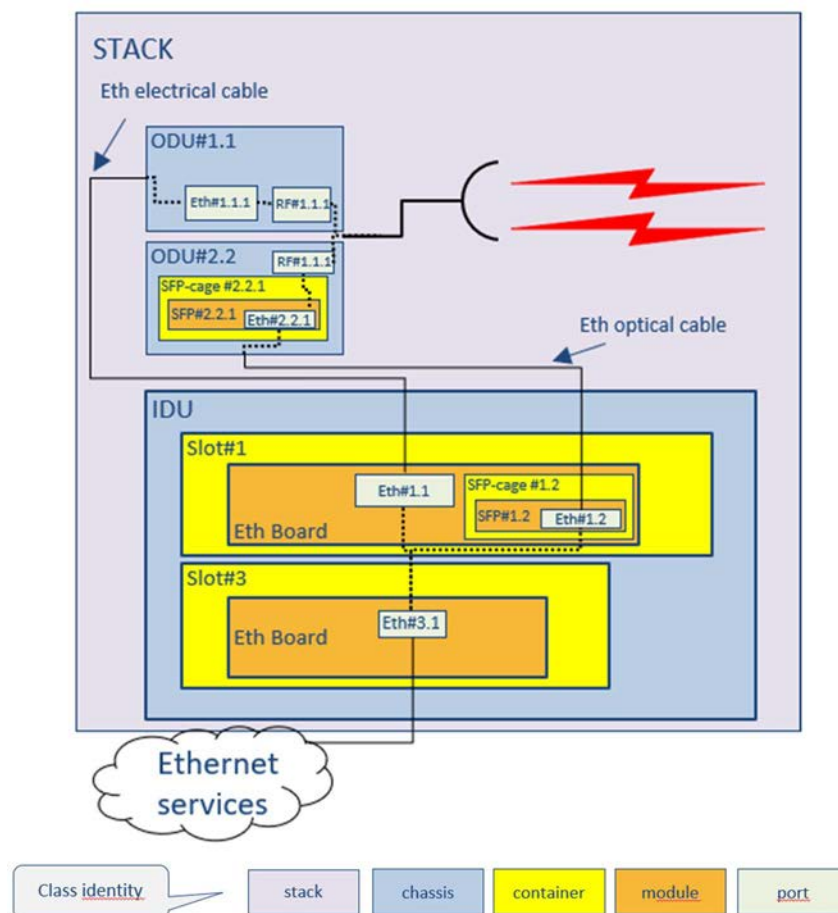 STACK
Eth electrical cable
ODU#1.1
Eth#1.1.1
RF#1.1.1
ODU#2.2
RF#1.1.1
SFP-cage #2.2.1
SFP#2.2.1
Eth#2.2.1
Eth optical cable
IDU
Slot#1
Eth#1.1
SFP-cage #1.2
SFP#1.2
Eth#1.2
Eth Board
Slot#3
Eth#3.1
Eth Board
Ethernet
services
Class identity
stack
chassis
container
module
port